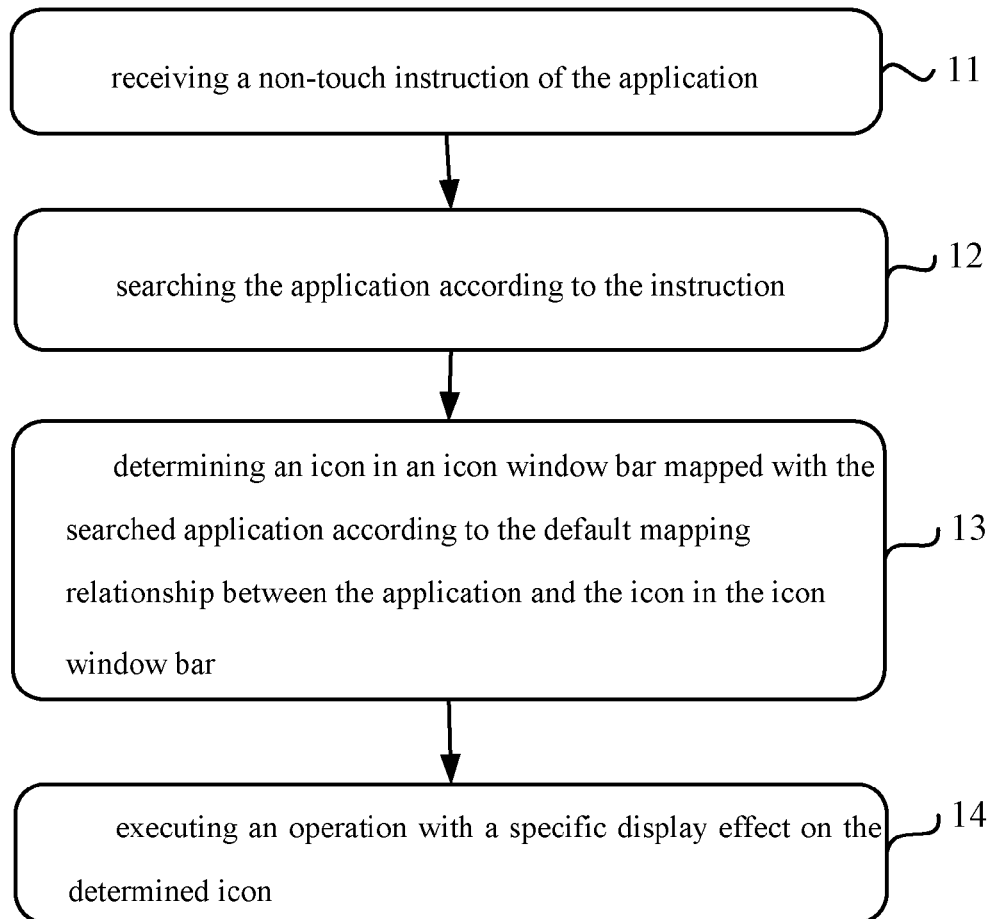 receiving a non-touch instruction of the application
11
searching the application according to the instruction
12
determining an icon in an icon window bar mapped with the
searched application according to the default mapping
relationship between the application and the icon in the icon
window bar
13
executing an operation with a specific display effect on the
determined icon
14